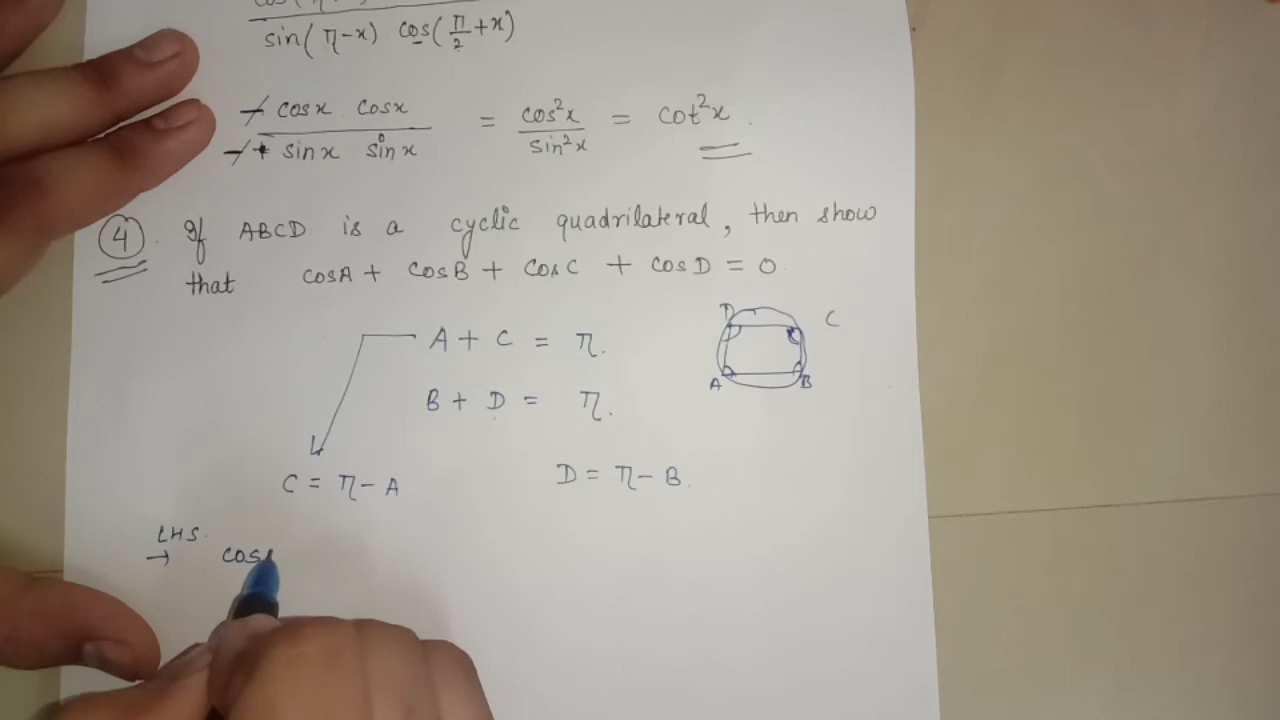 sin(π-x) cos(π/2+x)
- cosx cosx / -+ sinx sinx = cos²x / sin²x = cot²x.
④. If ABCD is a cyclic quadrilateral, then show
that cosA + cosB + cosC + cosD = 0
D C
A + C = π.
A B
B + D = π.
C = π - A D = π - B.
LHS.
→ cos